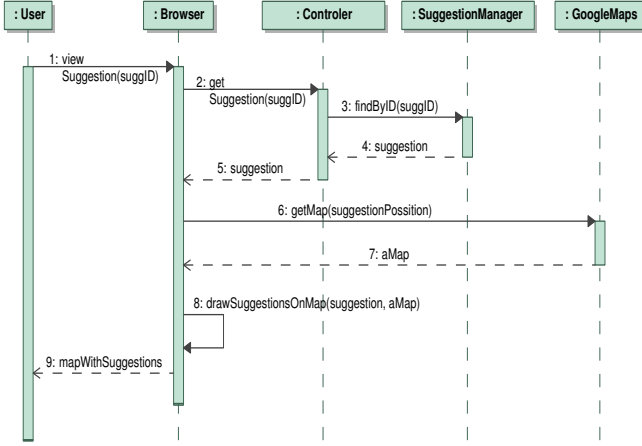 : User
: Browser
: Controler
: SuggestionManager
: GoogleMaps
1: view
Suggestion(suggID)
2: get
Suggestion(suggID)
3: findByID(suggID)
4: suggestion
5: suggestion
6: getMap(suggestionPossition)
7: aMap
8: drawSuggestionsOnMap(suggestion, aMap)
9: mapWithSuggestions